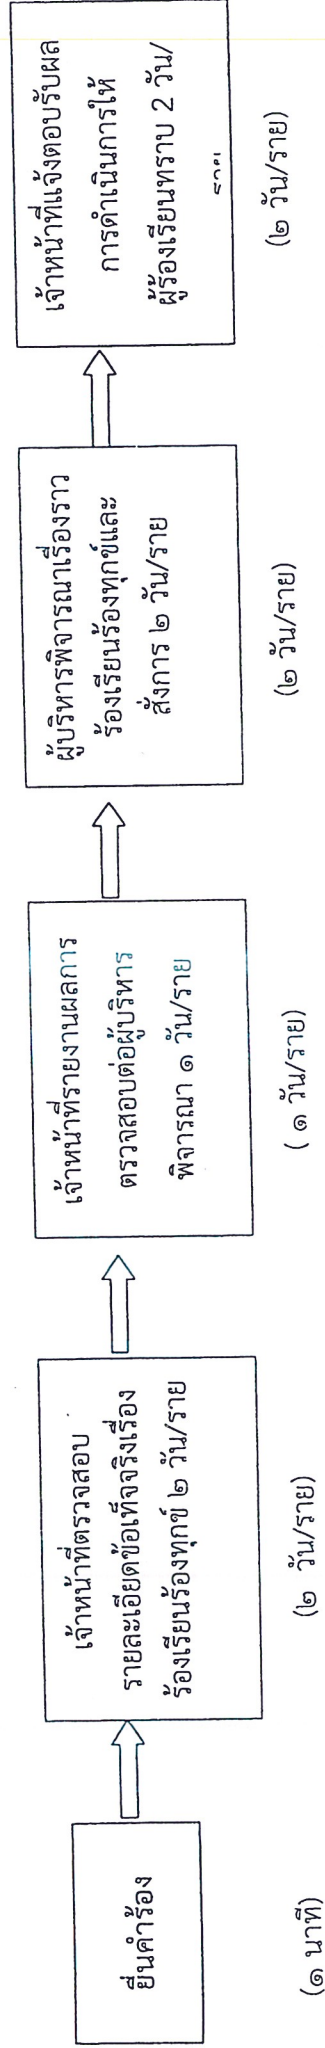 ยื่นคำร้อง
(๑ นาที)
เจ้าหน้าที่ตรวจสอบ
รายละเอียดข้อเท็จจริงเรื่อง
ร้องเรียนร้องทุกข์ ๒ วัน/ราย
(๒ วัน/ราย)
เจ้าหน้าที่รายงานผลการ
ตรวจสอบต่อผู้บริหาร
พิจารณา ๑ วัน/ราย
( ๑ วัน/ราย)
ผู้บริหารพิจารณาเรื่องราว
ร้องเรียนร้องทุกข์และ
สั่งการ ๒ วัน/ราย
(๒ วัน/ราย)
เจ้าหน้าที่แจ้งตอบรับผล
การดำเนินการให้
ผู้ร้องเรียนทราบ 2 วัน/
(๒ วัน/ราย)